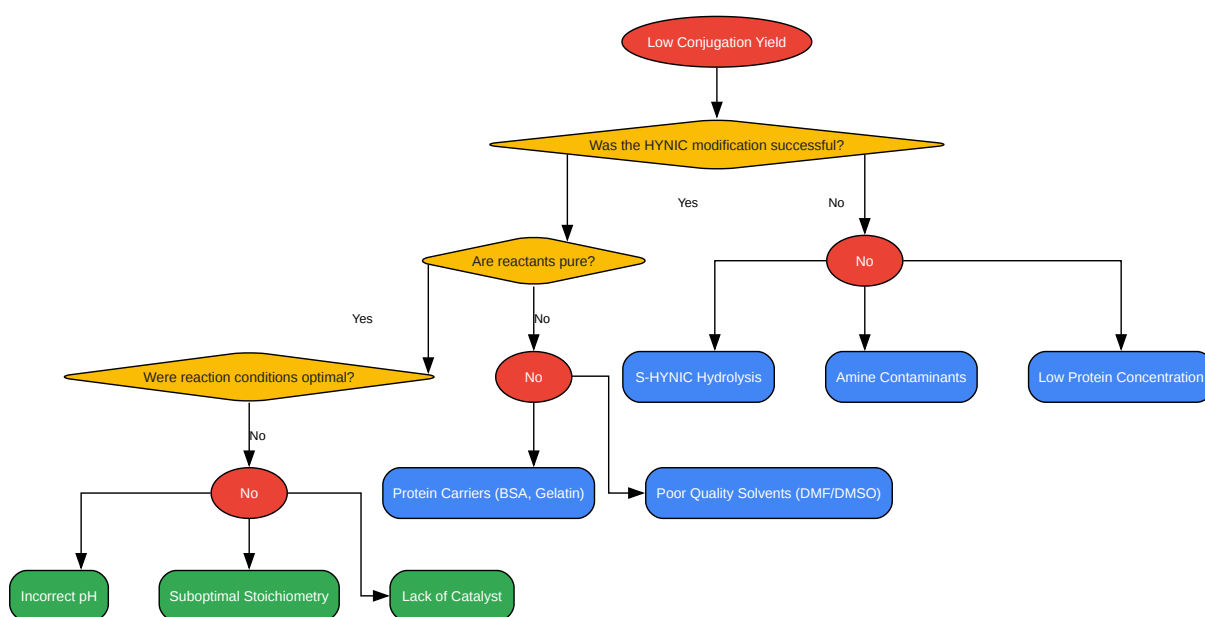 Low Conjugation Yield
Was the HYNIC modification successful?
Yes
No
Are reactants pure?
No
Yes
No
S-HYNIC Hydrolysis
Amine Contaminants
Low Protein Concentration
Were reaction conditions optimal?
No
No
Protein Carriers (BSA, Gelatin)
Poor Quality Solvents (DMF/DMSO)
No
Incorrect pH
Suboptimal Stoichiometry
Lack of Catalyst